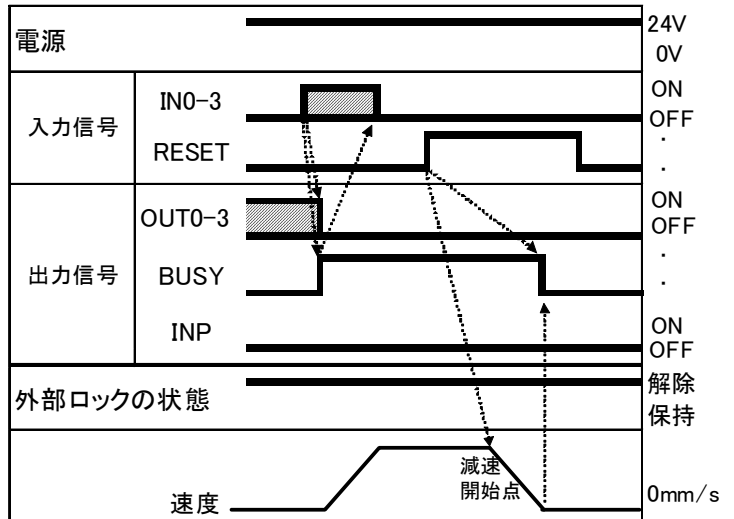 電源
24V
0V
入力信号
IN0-3
ON
OFF
RESET
・
・
出力信号
OUT0-3
ON
OFF
BUSY
・
・
INP
ON
OFF
外部ロックの状態
解除
保持
減速
開始点
速度
0mm/s